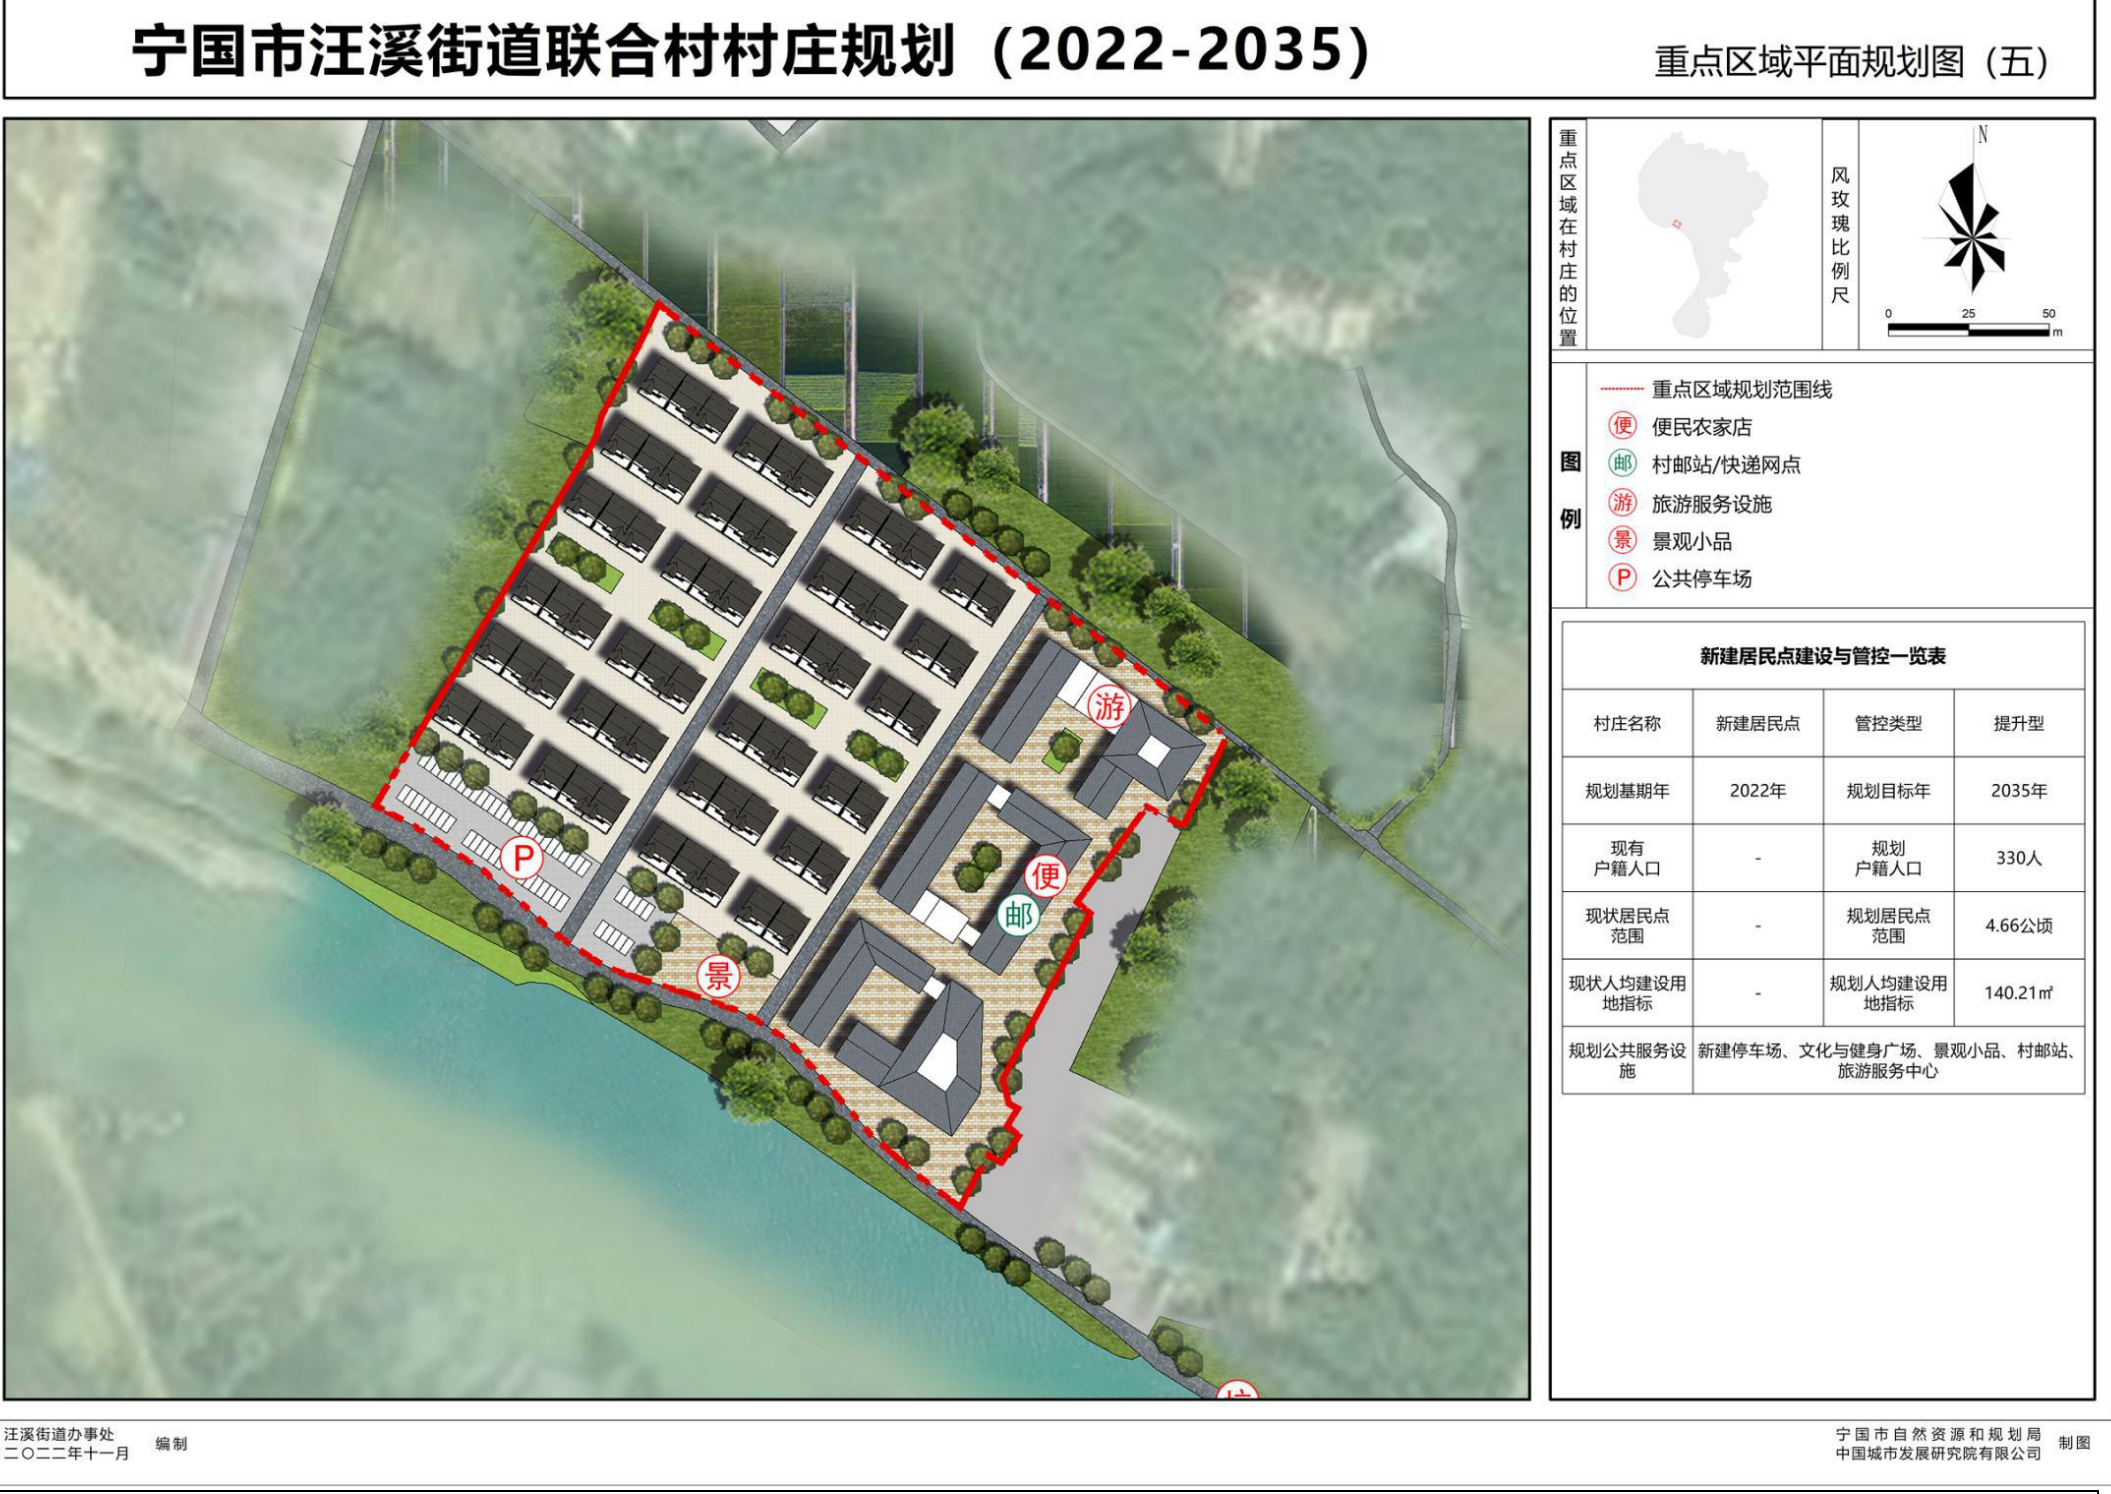 宁国市汪溪街道联合村村庄规划（2022-2035）
重点区域平面规划图（五）
重点区域在村庄的位置
风玫瑰比例尺
N
0 25 50
m
图例
重点区域规划范围线
便 便民农家店
邮 村邮站/快递网点
游 旅游服务设施
景 景观小品
P 公共停车场
游
P
便
邮
景
新建居民点建设与管控一览表
村庄名称 新建居民点 管控类型 提升型
规划基期年 2022年 规划目标年 2035年
现有
户籍人口 - 规划
户籍人口 330人
现状居民点
范围 - 规划居民点
范围 4.66公顷
现状人均建设用
地指标 - 规划人均建设用
地指标 140.21㎡
规划公共服务设
施 新建停车场、文化与健身广场、景观小品、村邮站、
旅游服务中心
汪溪街道办事处
二〇二二年十一月
编制
宁国市自然资源和规划局
中国城市发展研究院有限公司
制图